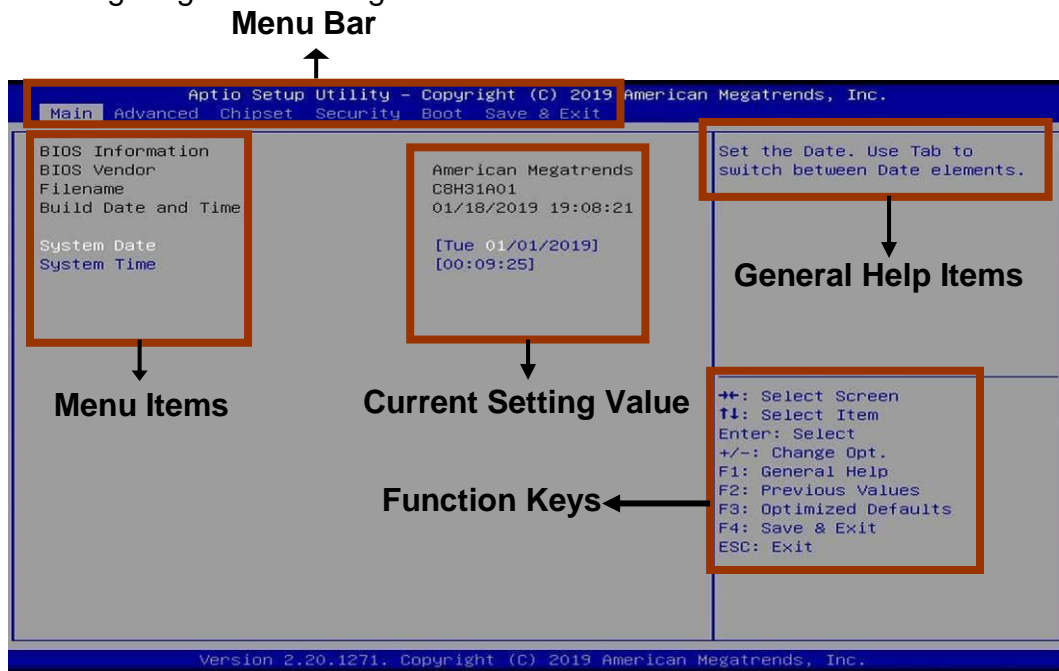 Menu Bar
Aptio Setup Utility – Copyright (C) 2019 American Megatrends, Inc.
Main Advanced Chipset Security Boot Save & Exit
BIOS Information
BIOS Vendor American Megatrends
Filename C8H31A01
Build Date and Time 01/18/2019 19:08:21
System Date [Tue 01/01/2019]
System Time [00:09:25]
Set the Date. Use Tab to
switch between Date elements.
General Help Items
Menu Items
Current Setting Value
→←: Select Screen
↑↓: Select Item
Enter: Select
+/-: Change Opt.
F1: General Help
F2: Previous Values
F3: Optimized Defaults
F4: Save & Exit
ESC: Exit
Function Keys
Version 2.20.1271. Copyright (C) 2019 American Megatrends, Inc.